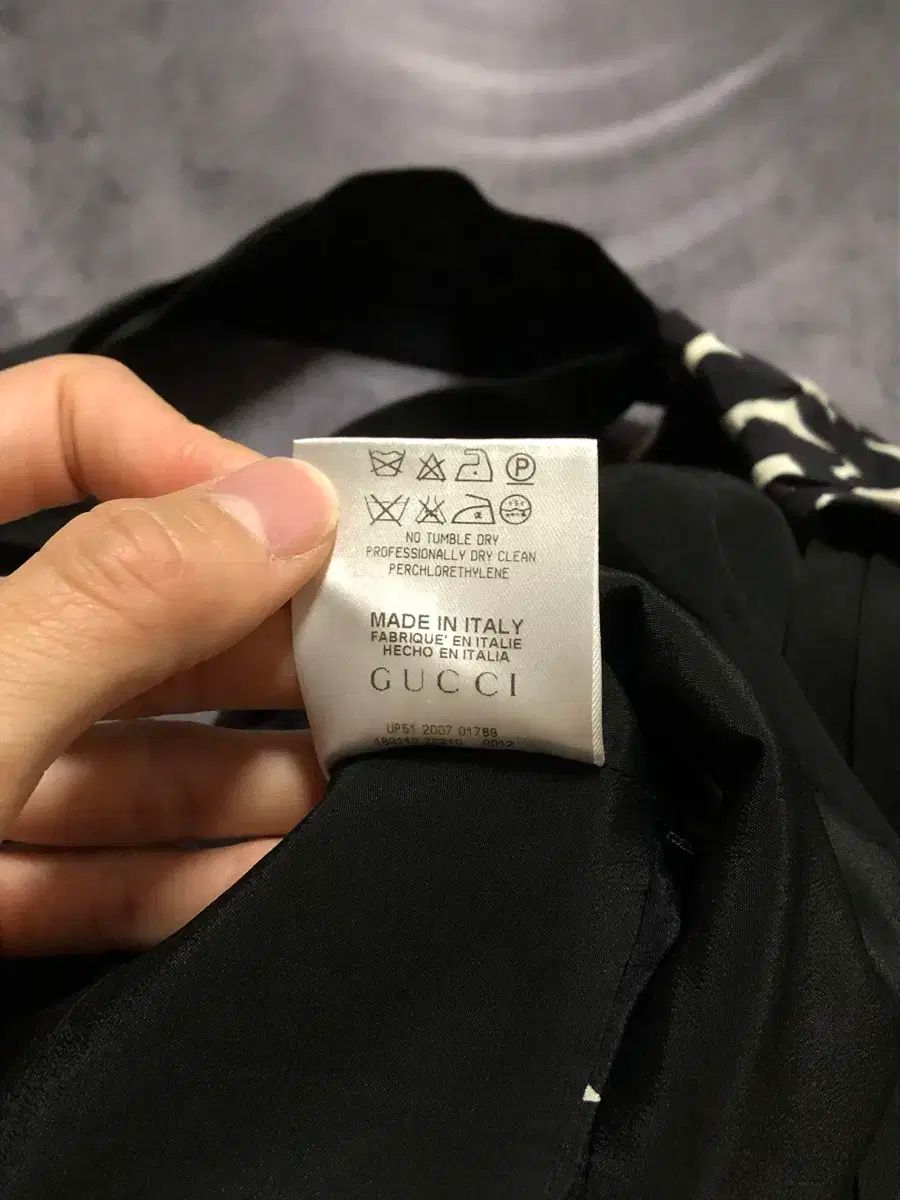 P
NO TUMBLE DRY
PROFESSIONALLY DRY CLEAN
PERCHLORETHYLENE
MADE IN ITALY
FABRIQUE' EN ITALIE
HECHO EN ITALIA
GUCCI
UP51 2007 01789
0012